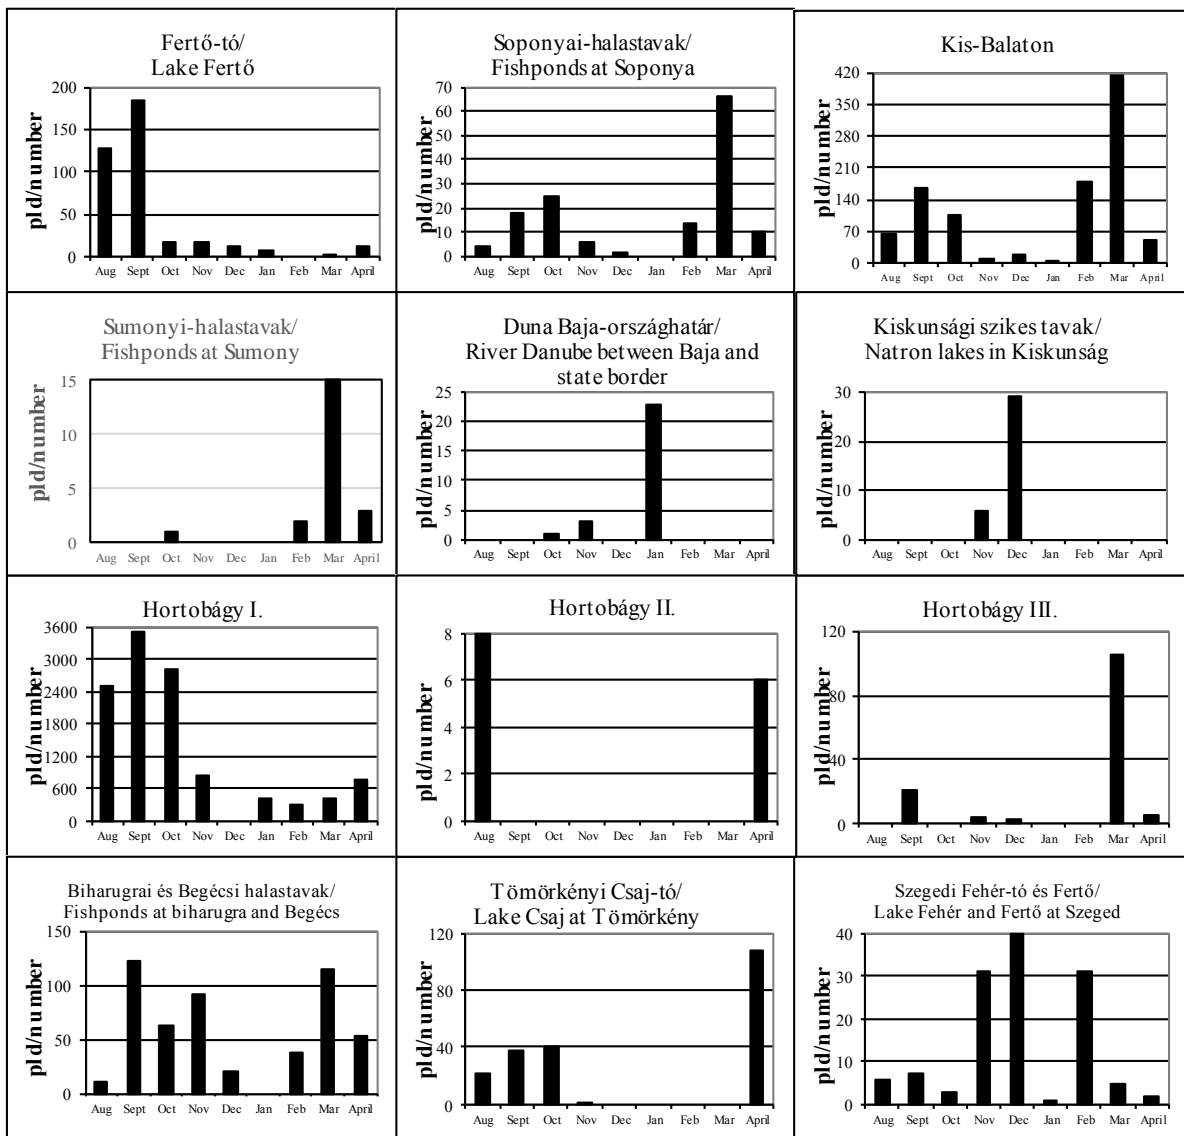 Fertő-tó/
Lake Fertő
pld/number
200
150
100
50
0
Aug Sept Oct Nov Dec Jan Feb Mar April
Soponyai-halastavak/
Fishponds at Soponya
pld/number
70
60
50
40
30
20
10
0
Aug Sept Oct Nov Dec Jan Feb Mar April
Kis-Balaton
pld/number
420
350
280
210
140
70
0
Aug Sept Oct Nov Dec Jan Feb Mar April
Sumonyi-halastavak/
Fishponds at Sumony
pld/number
15
10
5
0
Aug Sept Oct Nov Dec Jan Feb Mar April
Duna Baja-országhatár/
River Danube between Baja and
state border
pld/number
25
20
15
10
5
0
Aug Sept Oct Nov Dec Jan Feb Mar April
Kiskunsági szikes tavak/
Natron lakes in Kiskunság
pld/number
30
20
10
0
Aug Sept Oct Nov Dec Jan Feb Mar April
Hortobágy I.
pld/number
3600
3000
2400
1800
1200
600
0
Aug Sept Oct Nov Dec Jan Feb Mar April
Hortobágy II.
pld/number
8
6
4
2
0
Aug Sept Oct Nov Dec Jan Feb Mar April
Hortobágy III.
pld/number
120
80
40
0
Aug Sept Oct Nov Dec Jan Feb Mar April
Biharugrai és Begécsi halastavak/
Fishponds at biharugra and Begécs
pld/number
150
100
50
0
Aug Sept Oct Nov Dec Jan Feb Mar April
Tömörkényi Csaj-tó/
Lake Csaj at Tömörkény
pld/number
120
80
40
0
Aug Sept Oct Nov Dec Jan Feb Mar April
Szegedi Fehér-tó és Fertő/
Lake Fehér and Fertő at Szeged
pld/number
40
30
20
10
0
Aug Sept Oct Nov Dec Jan Feb Mar April